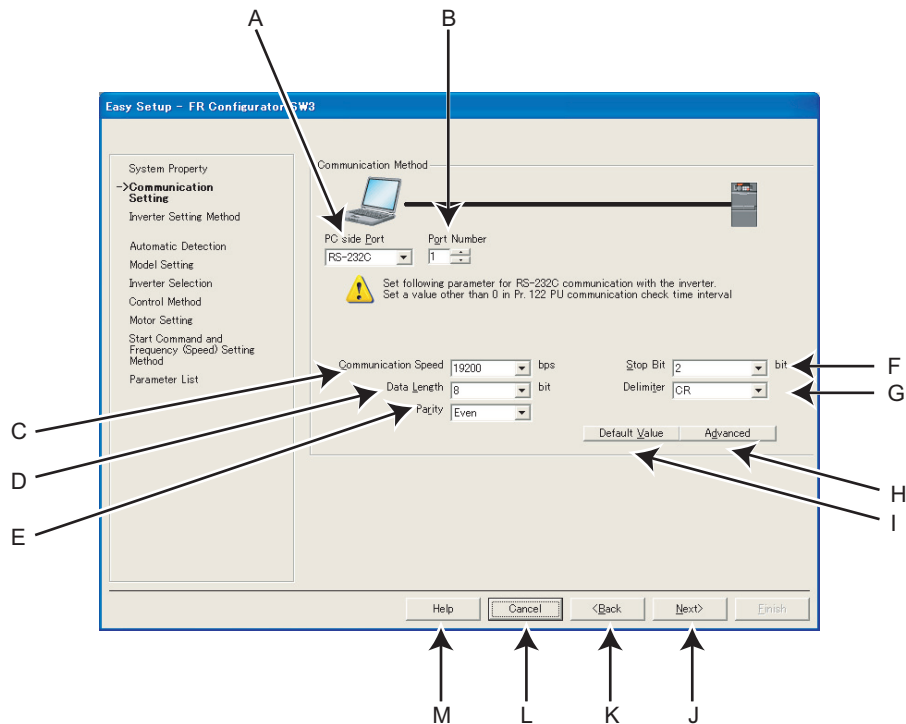 A B
Easy Setup - FR Configurator SW3
System Property
->Communication
Setting
Inverter Setting Method
Automatic Detection
Model Setting
Inverter Selection
Control Method
Motor Setting
Start Command and
Frequency (Speed) Setting
Method
Parameter List
Communication Method
PC side Port Port Number
RS-232C 1
Set following parameter for RS-232C communication with the inverter.
Set a value other than 0 in Pr. 122 PU communication check time interval
Communication Speed 19200 bps Stop Bit 2 bit
Data Length 8 bit Delimiter CR
Parity Even
Default Value Advanced
Help Cancel <Back Next> Finish
C
D
E
F
G
H
I
M L K J